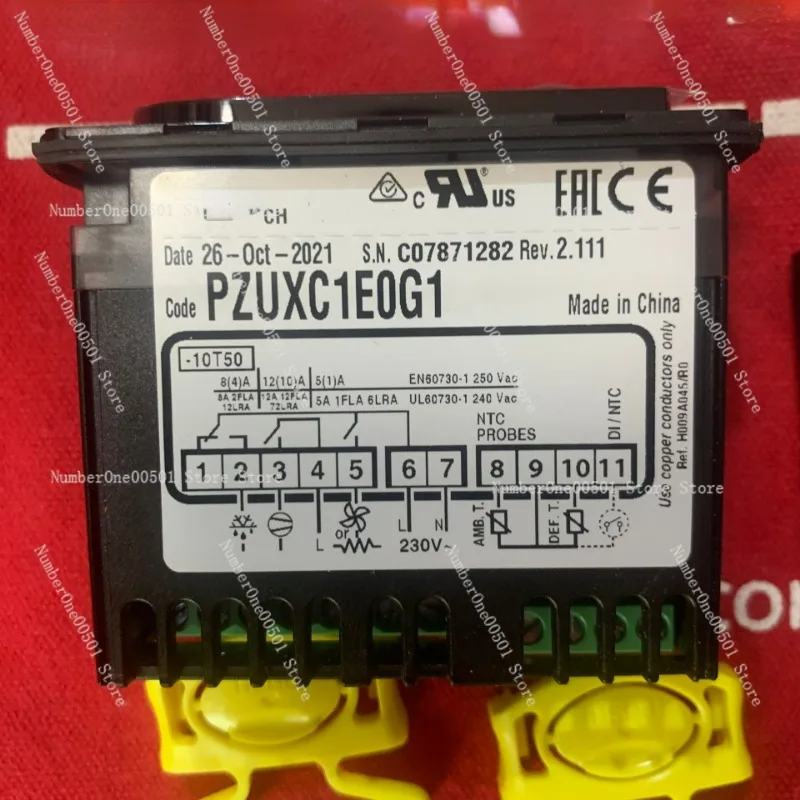 CH
c RU ® US EAC CE
Date 26-Oct-2021 S.N. C07871282 Rev.2.111
Code PZUXC1E0G1 Made in China
-10T50
8(4)A 12(10)A 5(1)A EN60730-1 250 Vac
8A 2FLA 12LRA 12A 12FLA 72LRA 5A 1FLA 6LRA UL60730-1 240 Vac
NTC PROBES
DI / NTC
1 2 3 4 5 6 7 8 9 10 11
L or L N
230V~
AMB. T. DEF. T.
Use copper conductors only
Ref. H009A045/R0
CO
NumberOne00501 Store